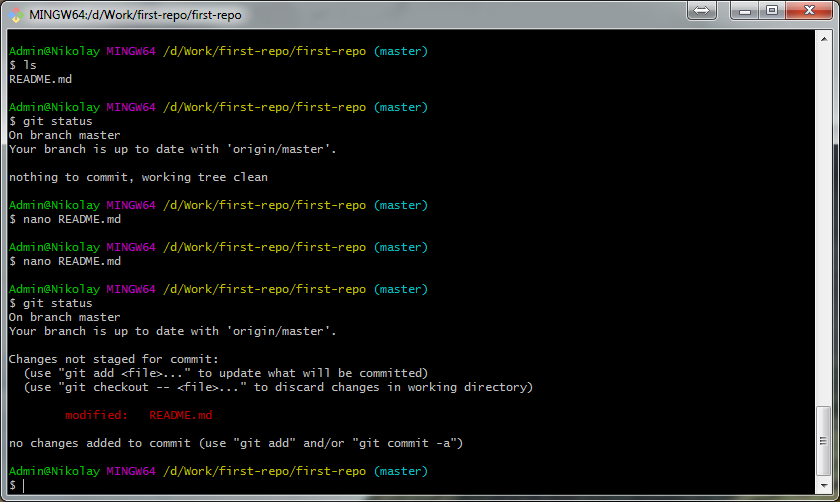 MINGW64:/d/Work/first-repo/first-repo
Admin@Nikolay MINGW64 /d/Work/first-repo/first-repo (master)
$ ls
README.md
Admin@Nikolay MINGW64 /d/Work/first-repo/first-repo (master)
$ git status
On branch master
Your branch is up to date with 'origin/master'.
nothing to commit, working tree clean
Admin@Nikolay MINGW64 /d/Work/first-repo/first-repo (master)
$ nano README.md
Admin@Nikolay MINGW64 /d/Work/first-repo/first-repo (master)
$ nano README.md
Admin@Nikolay MINGW64 /d/Work/first-repo/first-repo (master)
$ git status
On branch master
Your branch is up to date with 'origin/master'.
Changes not staged for commit:
  (use "git add <file>..." to update what will be committed)
  (use "git checkout -- <file>..." to discard changes in working directory)
        modified:   README.md
no changes added to commit (use "git add" and/or "git commit -a")
Admin@Nikolay MINGW64 /d/Work/first-repo/first-repo (master)
$